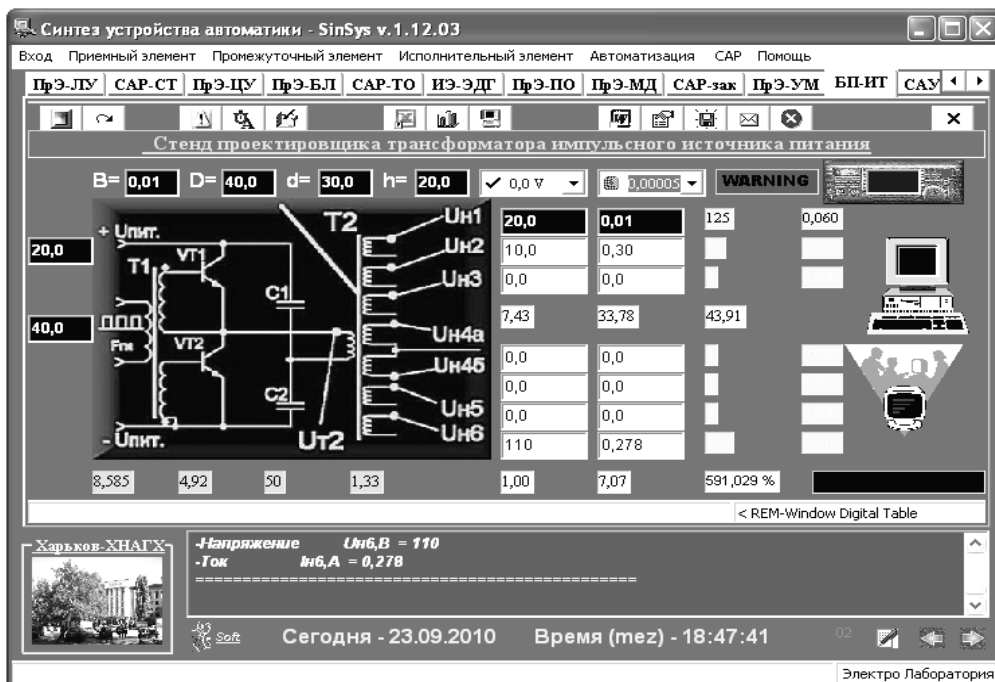 Синтез устройства автоматики - SinSys v.1.12.03
Вход Приемный элемент Промежуточный элемент Исполнительный элемент Автоматизация САР Помощь
ПрЭ-ЛУ САР-СТ ПрЭ-ЦУ ПрЭ-БЛ САР-ТО ИЭ-ЭДГ ПрЭ-ПО ПрЭ-МД САР-зак ПрЭ-УМ БП-ИТ САУ
Стенд проектировщика трансформатора импульсного источника питания
B= 0,01 D= 40,0 d= 30,0 h= 20,0 0,0 V 0,00005 WARNING
20,0
40,0
+ Uпит.
T1
VT1
VT2
Fпи
C1
C2
- Uпит.
T2
Uт2
Uн1
Uн2
Uн3
Uн4а
Uн4б
Uн5
Uн6
20,0 0,01 125 0,060
10,0 0,30
0,0 0,0
7,43 33,78 43,91
0,0 0,0
0,0 0,0
0,0 0,0
110 0,278
8,585 4,92 50 1,33 1,00 7,07 591,029 %
< REM-Window Digital Table
Харьков-ХНАГХ
-Напряжение Uн6,В = 110
-Ток Iн6,А = 0,278
===============================================
Soft Сегодня - 23.09.2010 Время (mez) - 18:47:41 02
Электро Лаборатория